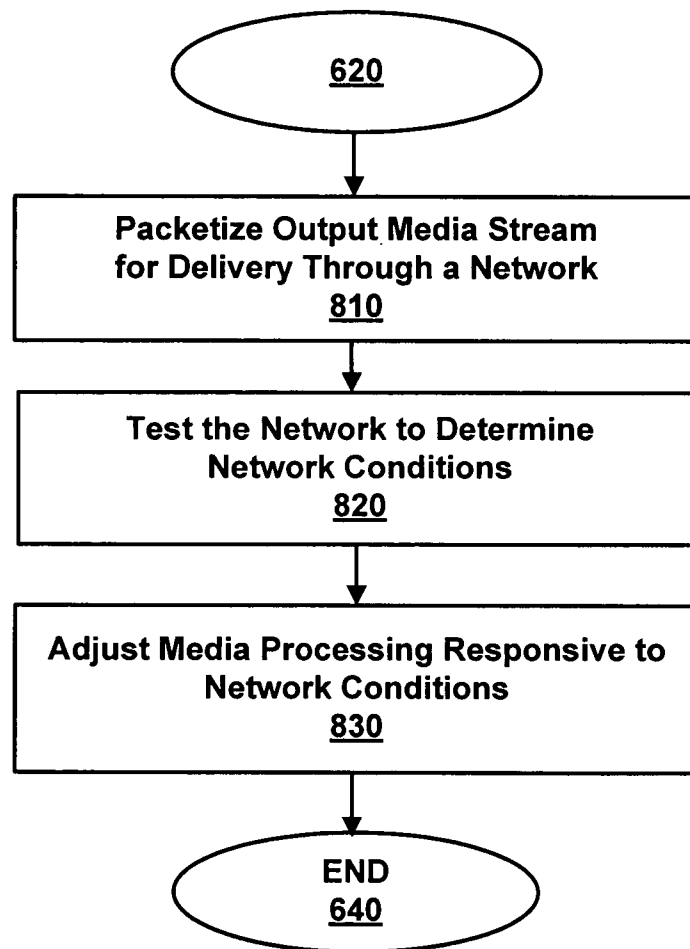 620
Packetize Output Media Stream
for Delivery Through a Network
810
Test the Network to Determine
Network Conditions
820
Adjust Media Processing Responsive to
Network Conditions
830
END
640